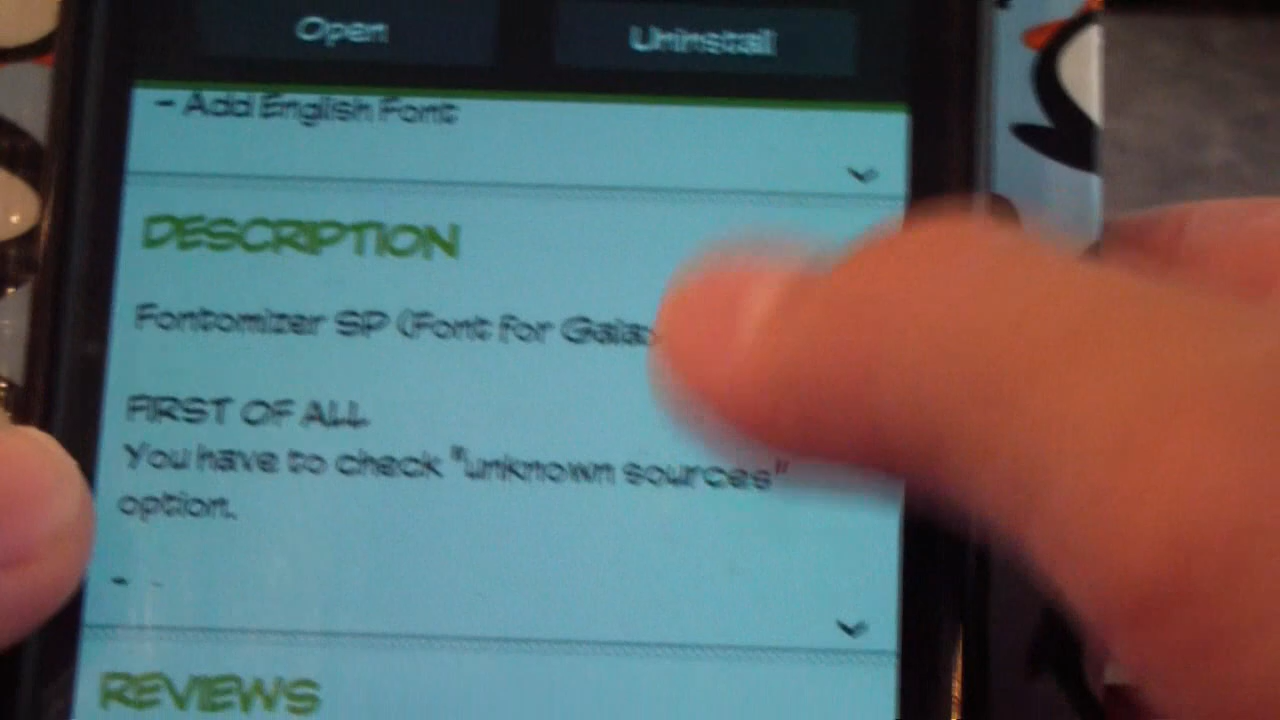 Open
Uninstall
- Add English Font
DESCRIPTION
Fontomizer SP (Font for
FIRST OF ALL
You have to check "unknown sources"
option.
REVIEWS